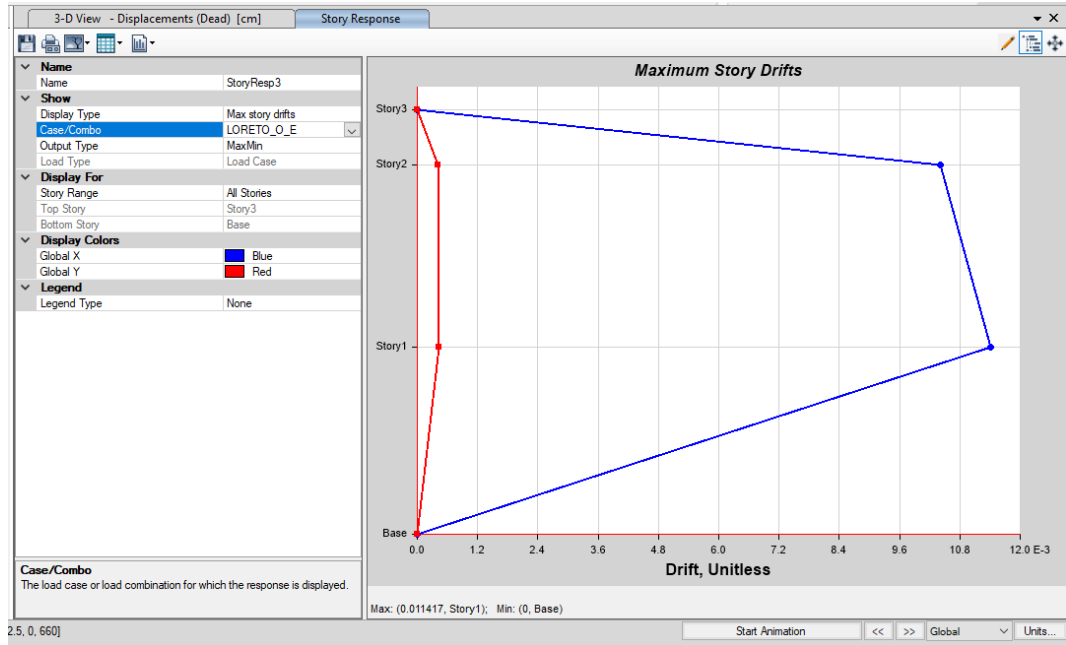 3-D View - Displacements (Dead) [cm]
Story Response
Name
Name StoryResp3
Show
Display Type Max story drifts
Case/Combo LORETO_O_E
Output Type MaxMin
Load Type Load Case
Display For
Story Range All Stories
Top Story Story3
Bottom Story Base
Display Colors
Global X Blue
Global Y Red
Legend
Legend Type None
Case/Combo
The load case or load combination for which the response is displayed.
Maximum Story Drifts
Story3
Story2
Story1
Base
0.0 1.2 2.4 3.6 4.8 6.0 7.2 8.4 9.6 10.8 12.0 E-3
Drift, Unitless
Max: (0.011417, Story1); Min: (0, Base)
2.5, 0, 660]
Start Animation << >> Global Units...